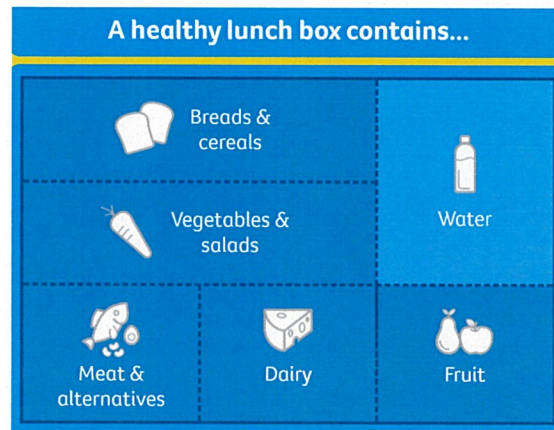 A healthy lunch box contains...
Breads &
cereals
Water
Vegetables &
salads
Meat &
alternatives
Dairy
Fruit